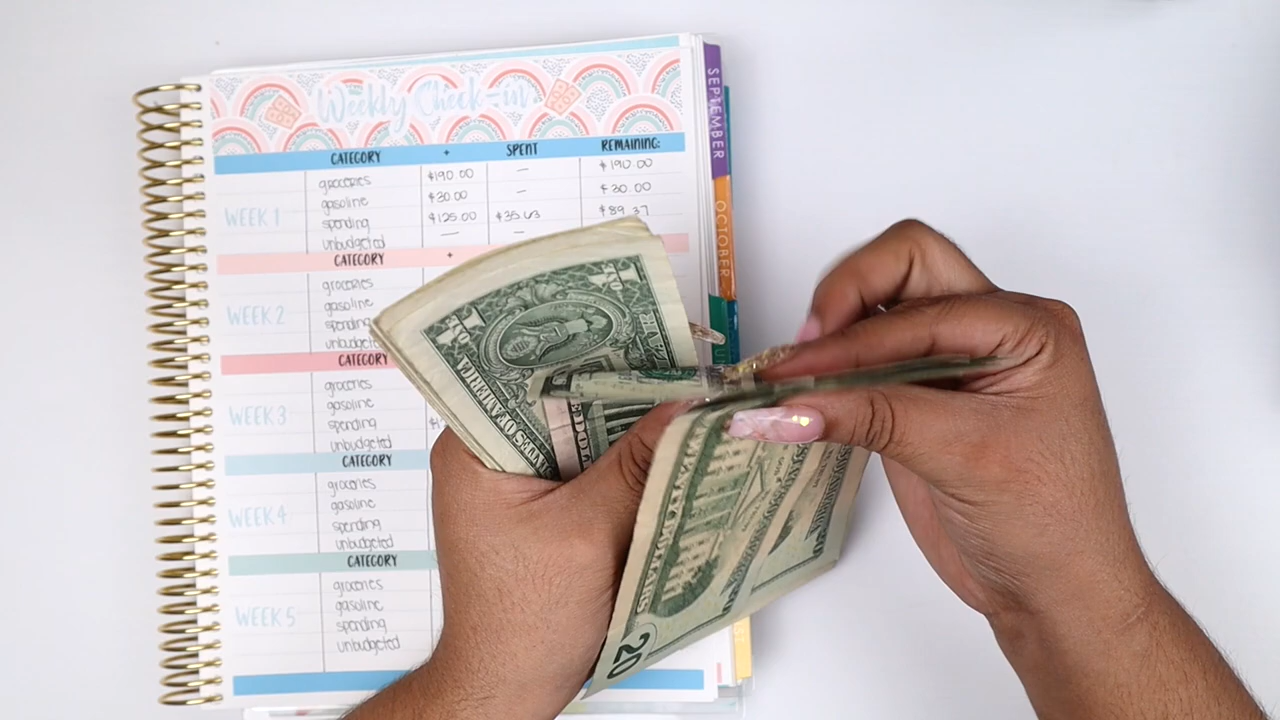 Weekly Check-in
CATEGORY + SPENT REMAINING:
groceries $190.00 — $190.00
gasoline $30.00 — $30.00
WEEK 1
spending $125.00 $35.63 $89.37
unbudgeted — —
CATEGORY +
groceries
gasoline
WEEK 2
spending
unbudgeted
CATEGORY
groceries
gasoline
WEEK 3
spending
unbudgeted
CATEGORY
groceries
gasoline
WEEK 4
spending
unbudgeted
CATEGORY
groceries
gasoline
WEEK 5
spending
unbudgeted
SEPTEMBER
OCTOBER
20